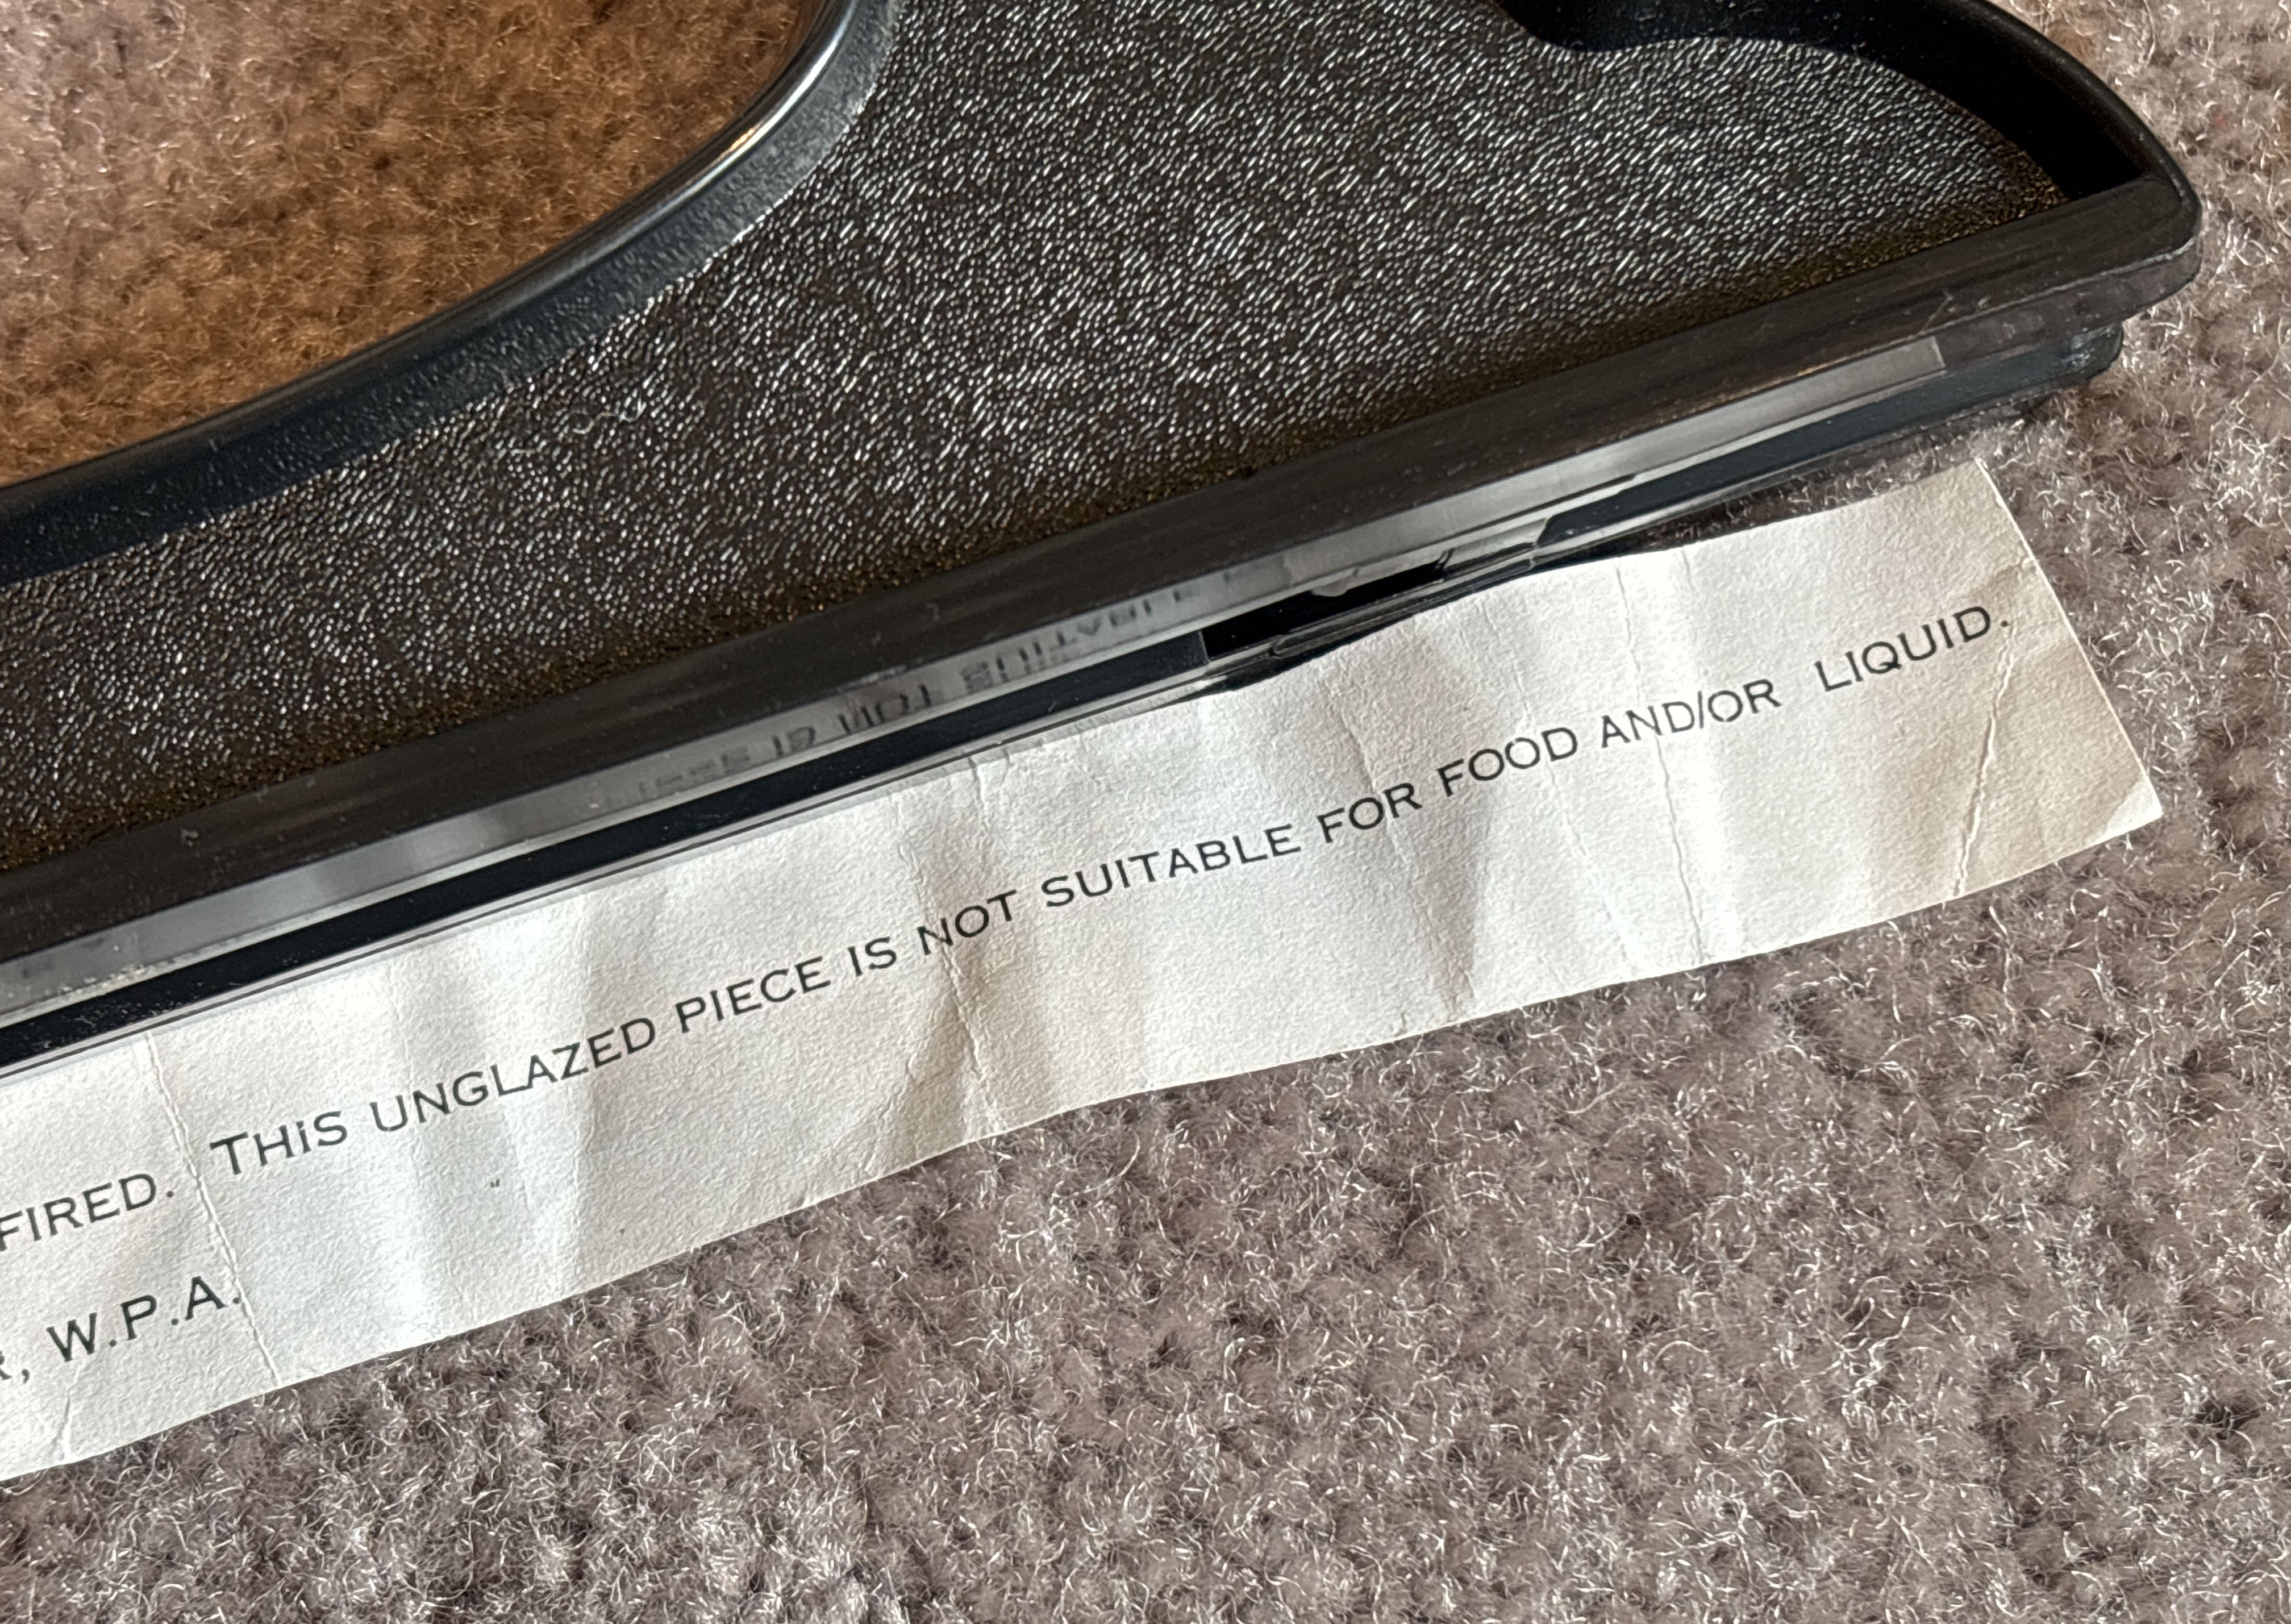 FIRED. THiS UNGLAZED PIECE IS NOT SUITABLE FOR FOOD AND/OR LIQUID.
, W.P.A.